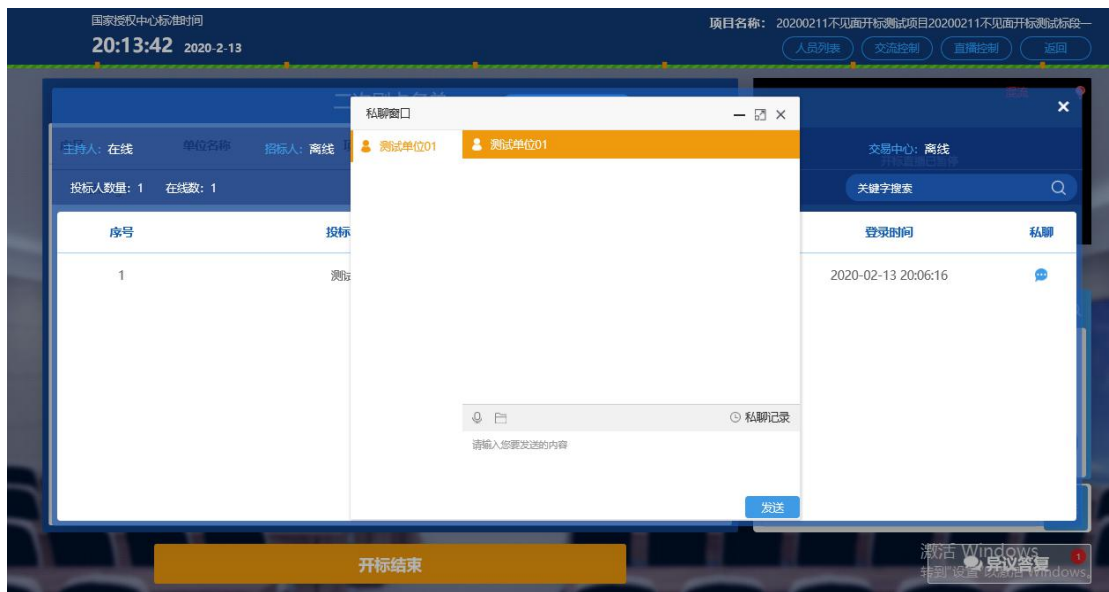 国家授权中心标准时间
20:13:42 2020-2-13
项目名称： 20200211不见面开标测试项目20200211不见面开标测试标段一
人员列表 交流控制 直播控制 返回
私聊窗口
主持人：在线
单位名称
招标人：离线
测试单位01
测试单位01
交易中心：离线
开标直播已暂停
投标人数量：1 在线数：1
关键字搜索
序号
投标
登录时间
私聊
1
测试
2020-02-13 20:06:16
私聊记录
请输入您要发送的内容
发送
开标结束
激活 Windows
转到"设置"以激活 Windows。
异议答复
1